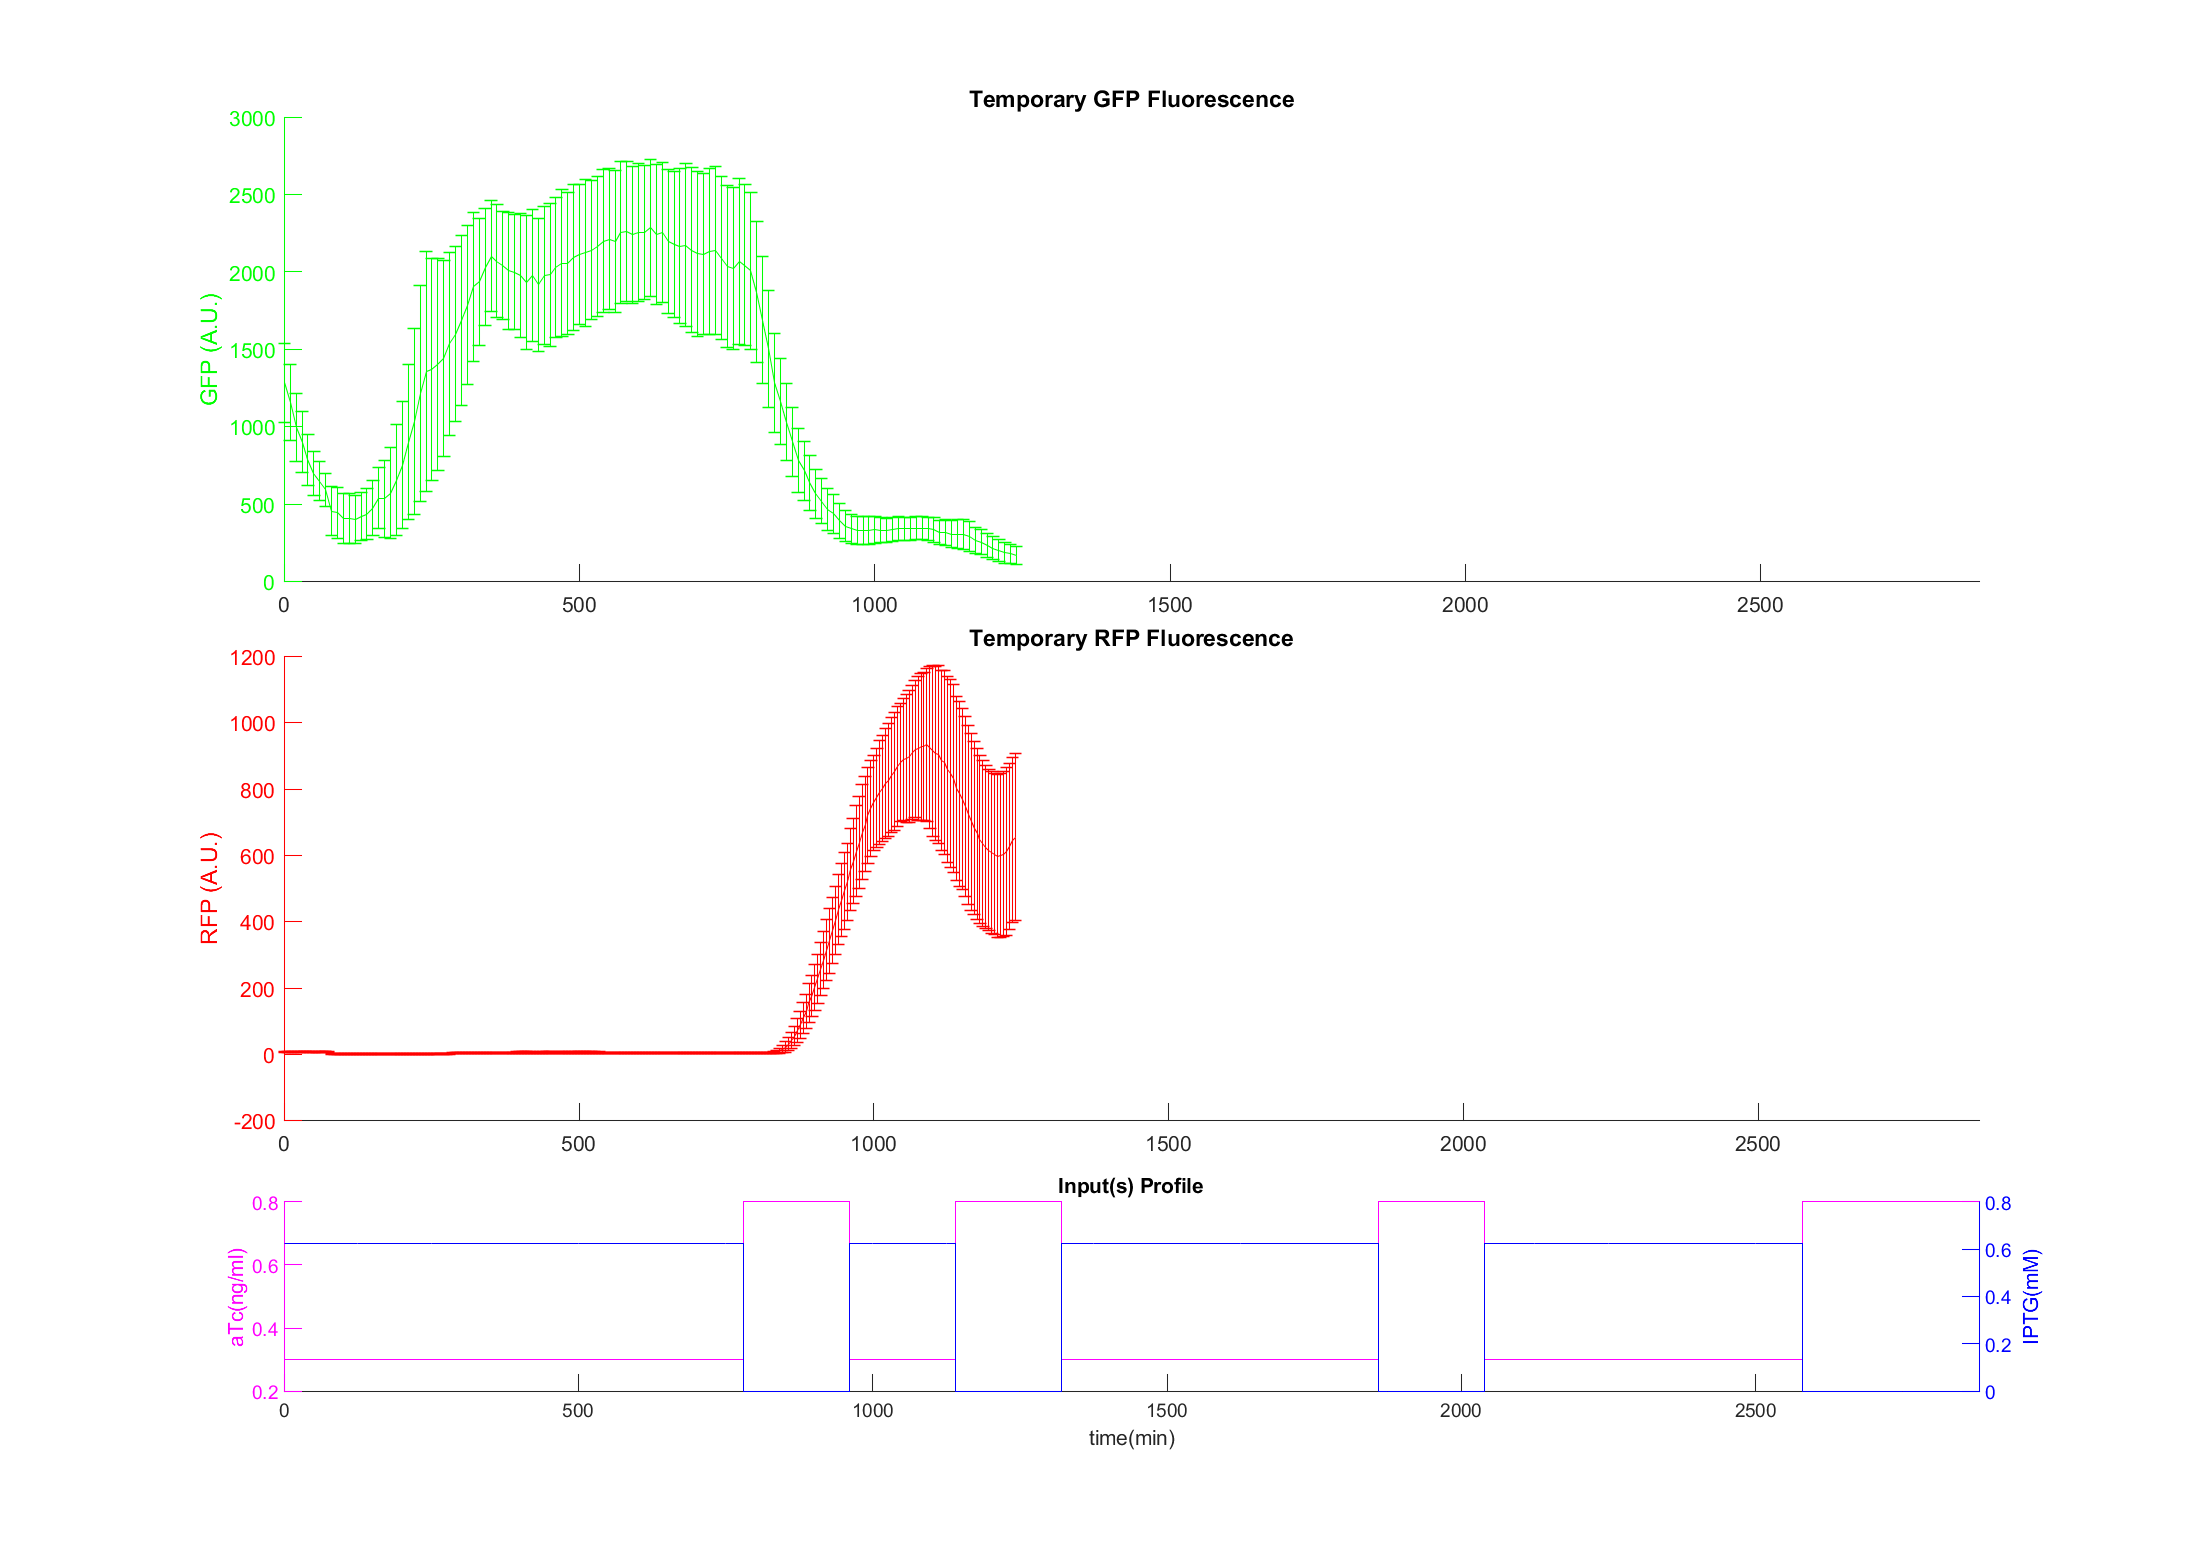 Temporary GFP Fluorescence
3000
2500
2000
1500
1000
500
0
GFP (A.U.)
0 500 1000 1500 2000 2500
Temporary RFP Fluorescence
1200
1000
800
600
400
200
0
-200
RFP (A.U.)
0 500 1000 1500 2000 2500
Input(s) Profile
0.8
0.6
0.4
0.2
aTc(ng/ml)
0.8
0.6
0.4
0.2
0
IPTG(mM)
0 500 1000 1500 2000 2500
time(min)